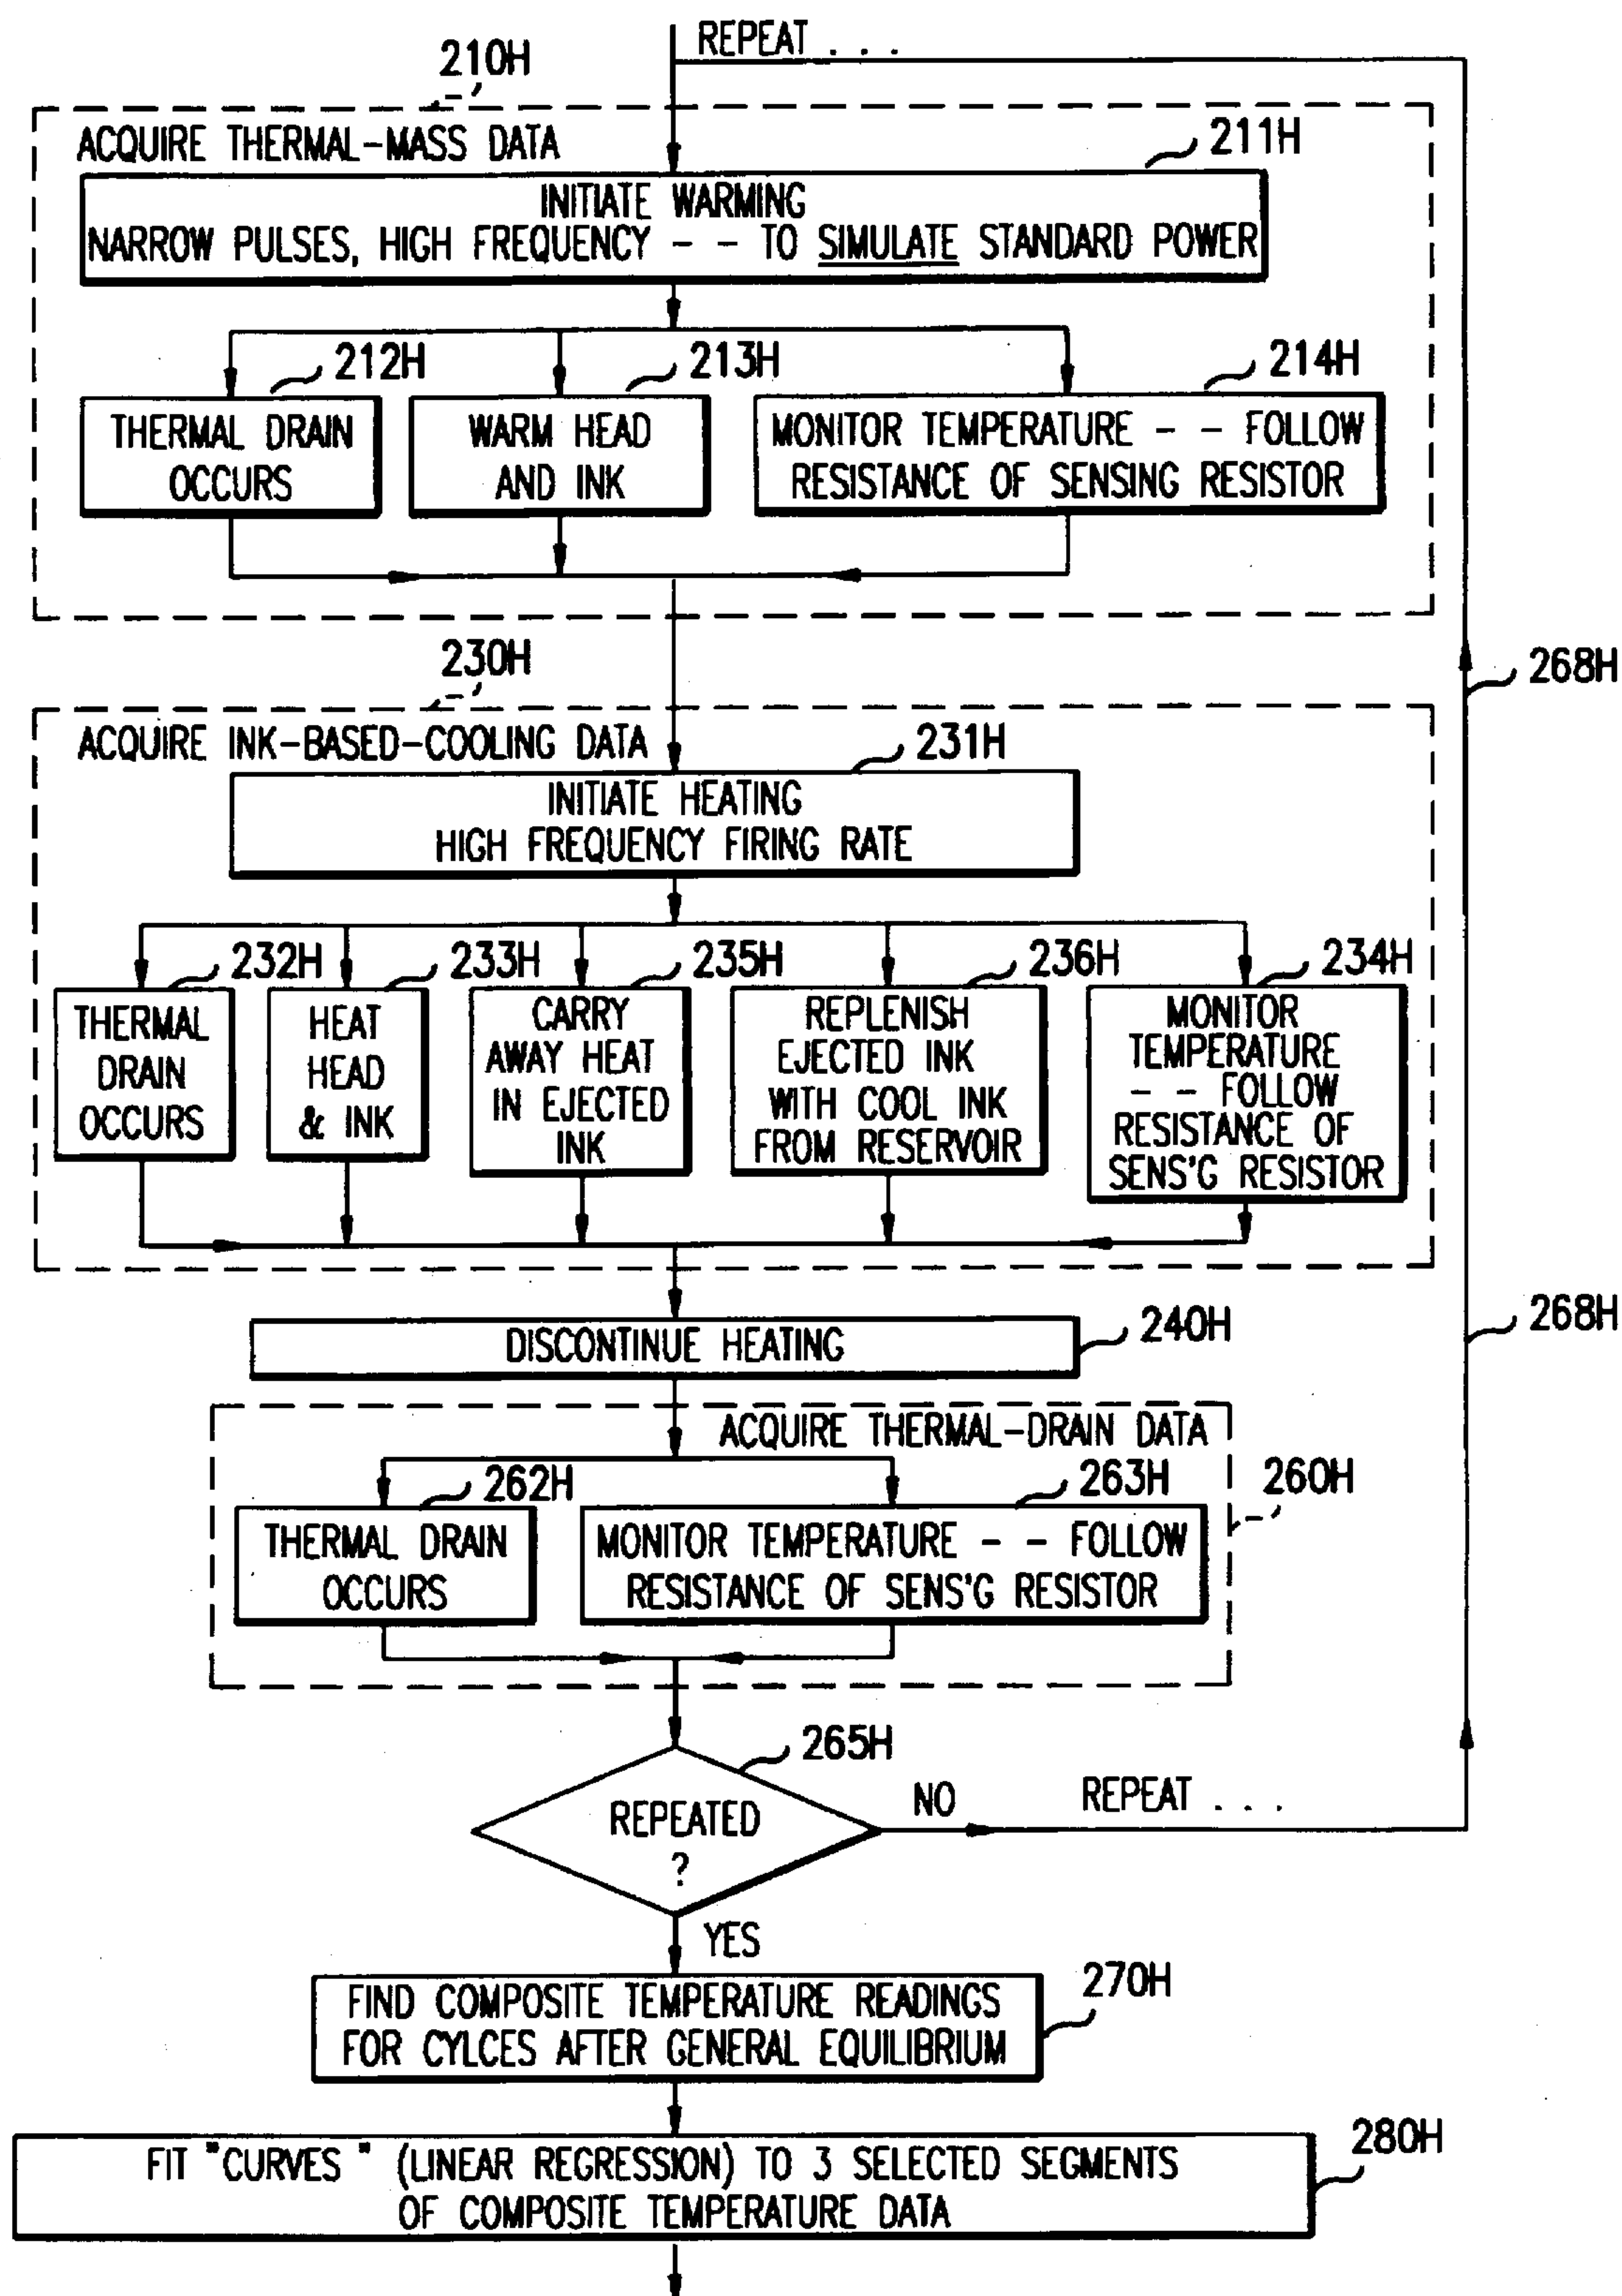 REPEAT . . .
210H
ACQUIRE THERMAL-MASS DATA
211H
INITIATE WARMING
NARROW PULSES, HIGH FREQUENCY - - TO SIMULATE STANDARD POWER
212H
213H
214H
THERMAL DRAIN
OCCURS
WARM HEAD
AND INK
MONITOR TEMPERATURE - - FOLLOW
RESISTANCE OF SENSING RESISTOR
230H
268H
ACQUIRE INK-BASED-COOLING DATA
231H
INITIATE HEATING
HIGH FREQUENCY FIRING RATE
232H
233H
235H
236H
234H
THERMAL
DRAIN
OCCURS
HEAT
HEAD
& INK
CARRY
AWAY HEAT
IN EJECTED
INK
REPLENISH
EJECTED INK
WITH COOL INK
FROM RESERVOIR
MONITOR
TEMPERATURE
- - FOLLOW
RESISTANCE OF
SENS'G RESISTOR
268H
240H
DISCONTINUE HEATING
ACQUIRE THERMAL-DRAIN DATA
262H
263H
260H
THERMAL DRAIN
OCCURS
MONITOR TEMPERATURE - - FOLLOW
RESISTANCE OF SENS'G RESISTOR
265H
REPEATED
?
NO
REPEAT . . .
YES
270H
FIND COMPOSITE TEMPERATURE READINGS
FOR CYLCES AFTER GENERAL EQUILIBRIUM
280H
FIT "CURVES" (LINEAR REGRESSION) TO 3 SELECTED SEGMENTS
OF COMPOSITE TEMPERATURE DATA